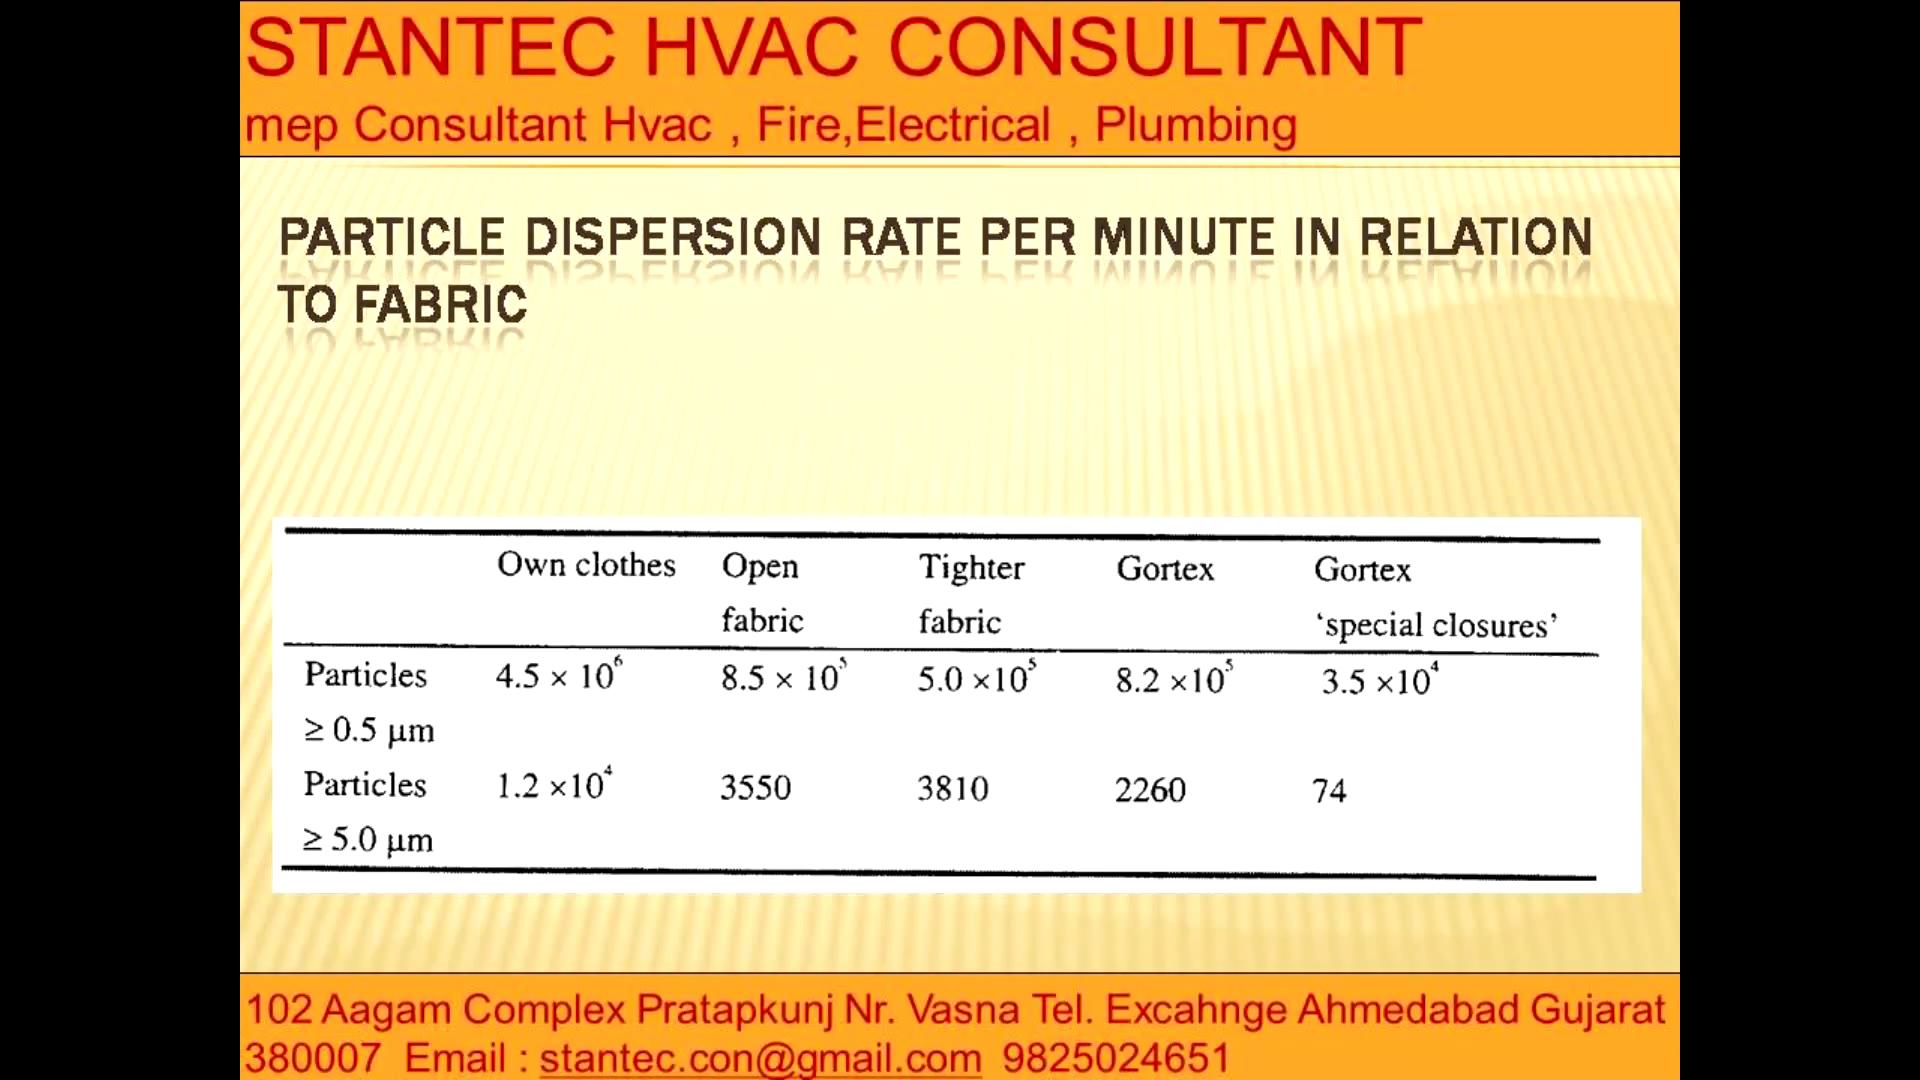 STANTEC HVAC CONSULTANT
mep Consultant Hvac , Fire,Electrical , Plumbing
PARTICLE DISPERSION RATE PER MINUTE IN RELATION
TO FABRIC
Own clothes Open Tighter Gortex Gortex
fabric fabric ‘special closures’
Particles 4.5 × 10⁶ 8.5 × 10⁵ 5.0 ×10⁵ 8.2 ×10⁵ 3.5 ×10⁴
≥ 0.5 µm
Particles 1.2 ×10⁴ 3550 3810 2260 74
≥ 5.0 µm
102 Aagam Complex Pratapkunj Nr. Vasna Tel. Excahnge Ahmedabad Gujarat
380007 Email : stantec.con@gmail.com 9825024651